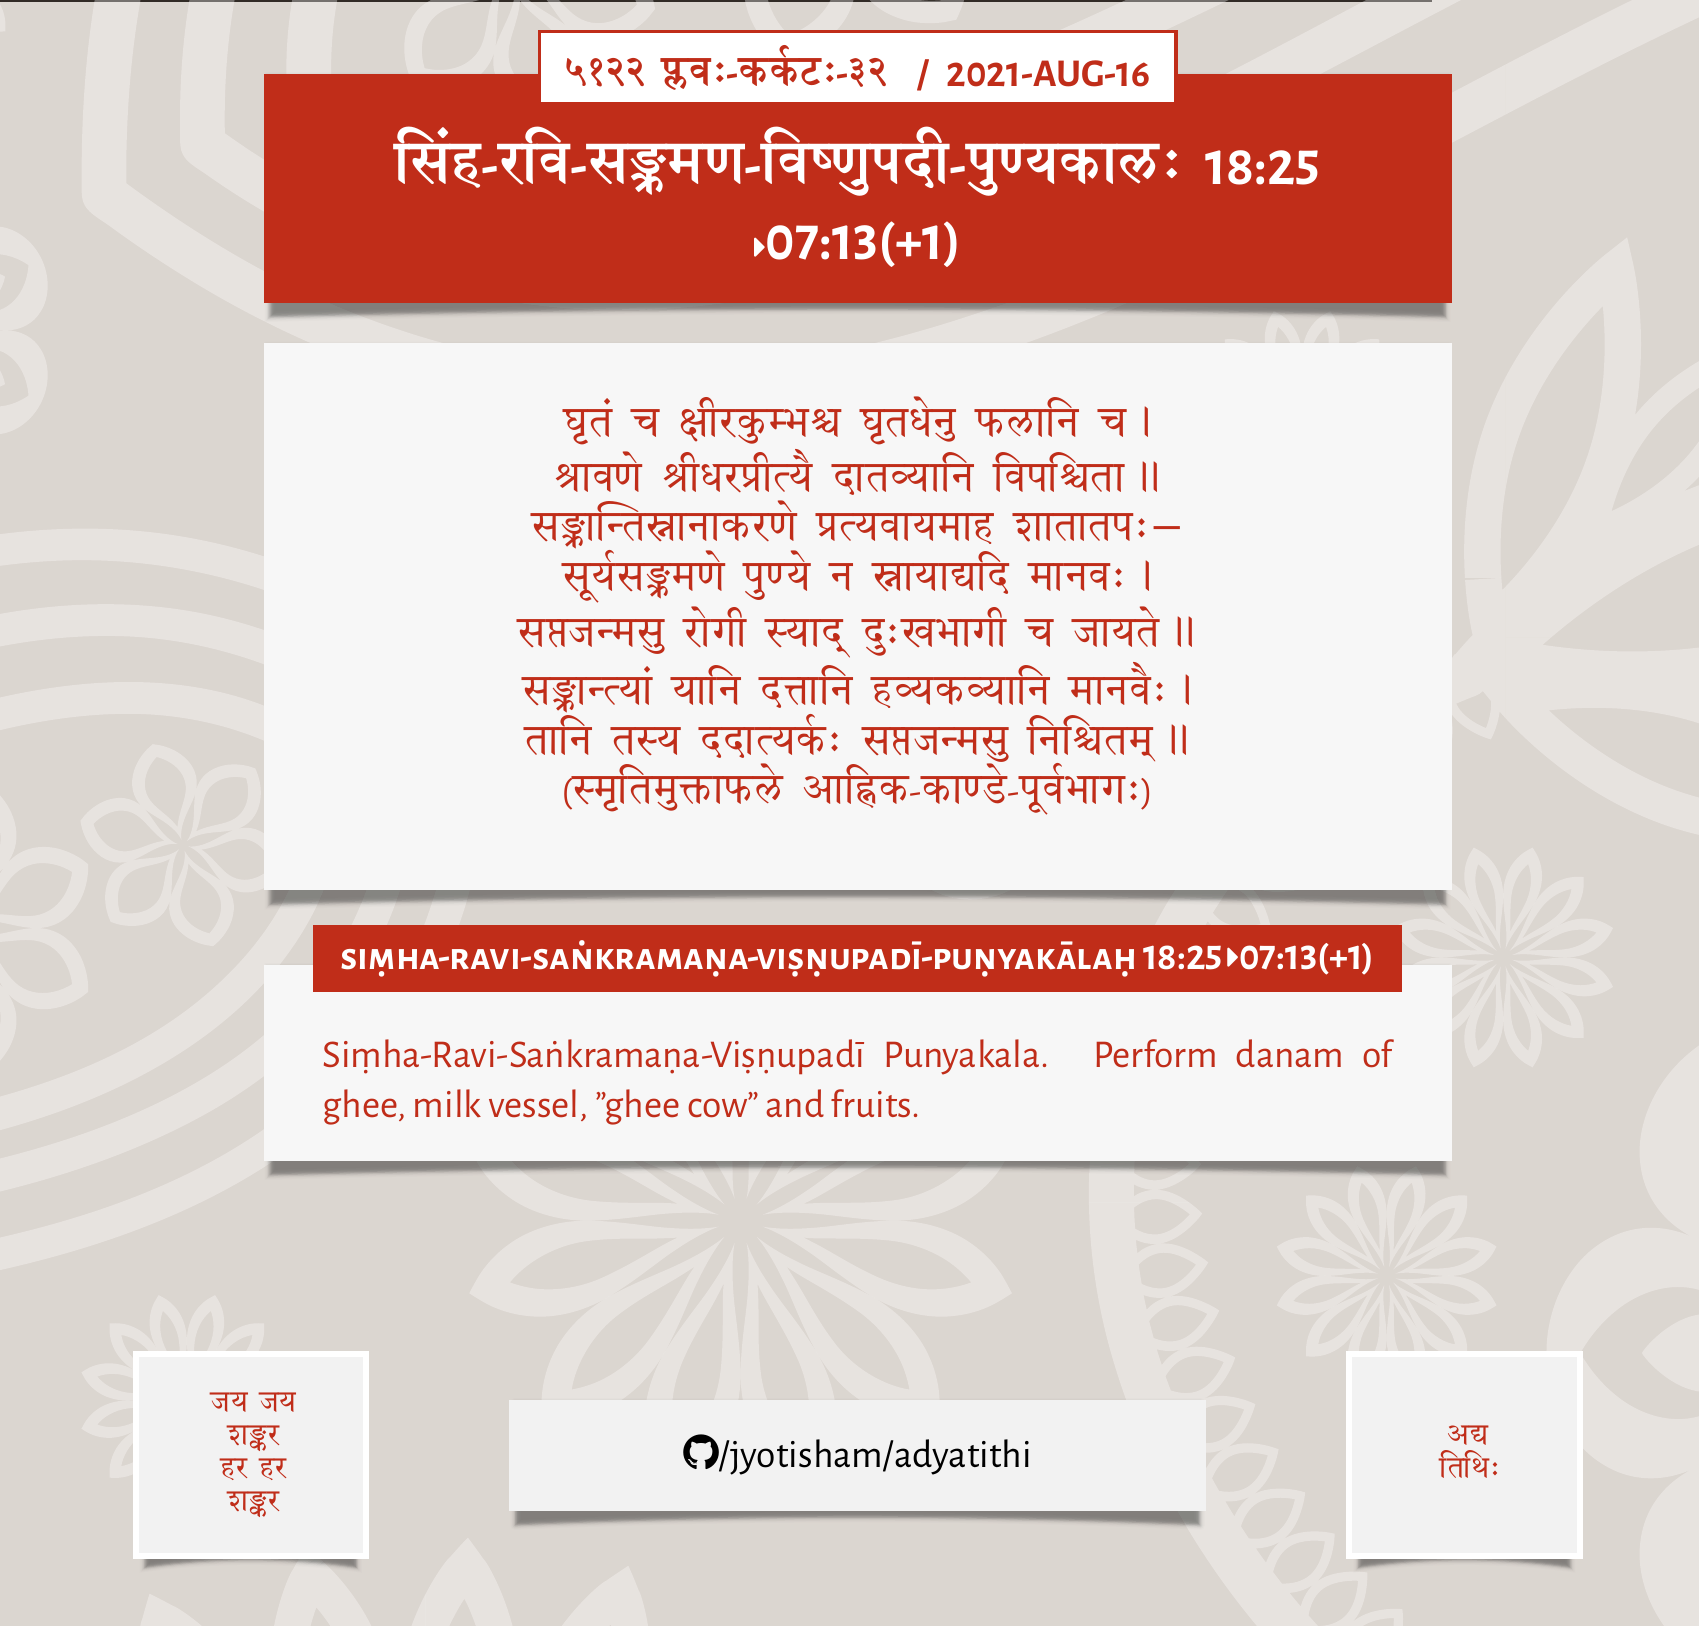 ५१२२ प्लवः-कर्कटः-३२ / 2021-AUG-16
सिंह-रवि-सङ्क्रमण-विष्णुपदी-पुण्यकालः 18:25
▸07:13(+1)
घृतं च क्षीरकुम्भश्च घृतधेनु फलानि च।
श्रावणे श्रीधरप्रीत्यै दातव्यानि विपश्चिता॥
सङ्क्रान्तिस्नानाकरणे प्रत्यवायमाह शातातपः—
सूर्यसङ्क्रमणे पुण्ये न स्नायाद्यदि मानवः।
सप्तजन्मसु रोगी स्याद् दुःखभागी च जायते॥
सङ्क्रान्त्यां यानि दत्तानि हव्यकव्यानि मानवैः।
तानि तस्य ददात्यर्कः सप्तजन्मसु निश्चितम्॥
(स्मृतिमुक्ताफले आह्निक-काण्डे-पूर्वभागः)
SIṂHA-RAVI-SAṄKRAMAṆA-VIṢṆUPADĪ-PUṆYAKĀLAḤ 18:25▸07:13(+1)
Siṃha-Ravi-Saṅkramaṇa-Viṣṇupadī Punyakala. Perform danam of
ghee, milk vessel, ”ghee cow” and fruits.
जय जय
शङ्कर
हर हर
शङ्कर
/jyotisham/adyatithi
अद्य
तिथिः